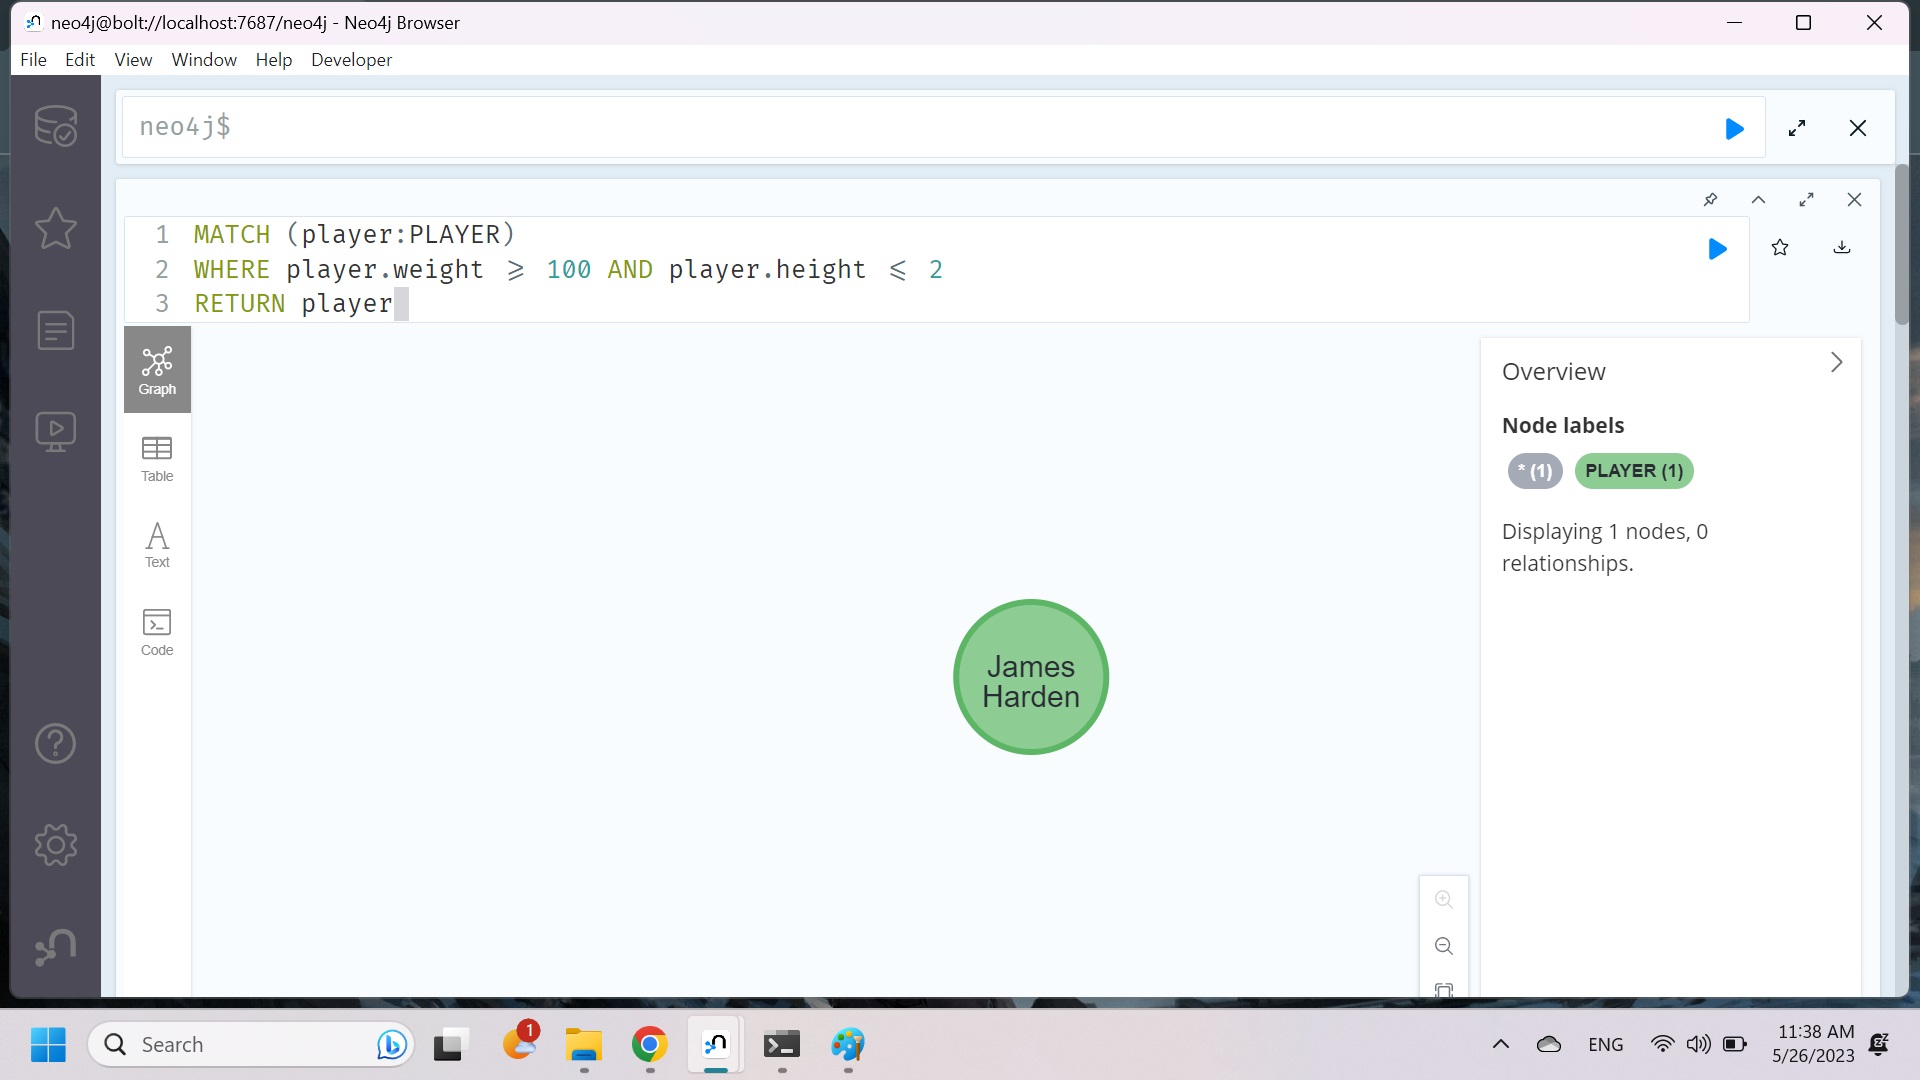 neo4j@bolt://localhost:7687/neo4j - Neo4j Browser
File Edit View Window Help Developer
neo4j$
1 MATCH (player:PLAYER)
2 WHERE player.weight ⩾ 100 AND player.height ⩽ 2
3 RETURN player
Graph
Table
Text
Code
James
Harden
Overview
Node labels
* (1) PLAYER (1)
Displaying 1 nodes, 0
relationships.
Search
1
ENG
11:38 AM
5/26/2023